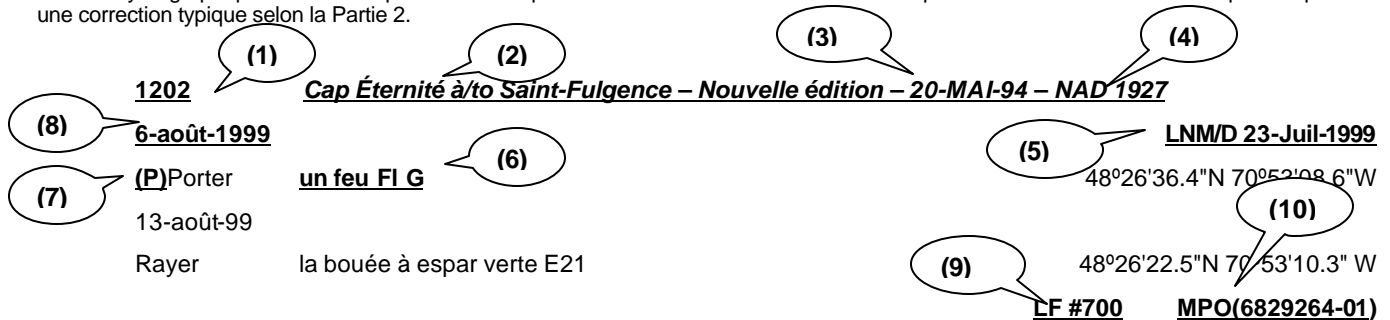 une correction typique selon la Partie 2.
(1) (2) (3) (4)
1202 Cap Éternité à/to Saint-Fulgence – Nouvelle édition – 20-MAI-94 – NAD 1927
(8) 6-août-1999 (5) LNM/D 23-Juil-1999
(7) (P)Porter un feu Fl G (6) 48º26'36.4"N
13-août-99 (10)
Rayer la bouée à espar verte E21 (9) 48º26'22.5"N 70º53'10.3" W
LF #700 MPO(6829264-01)